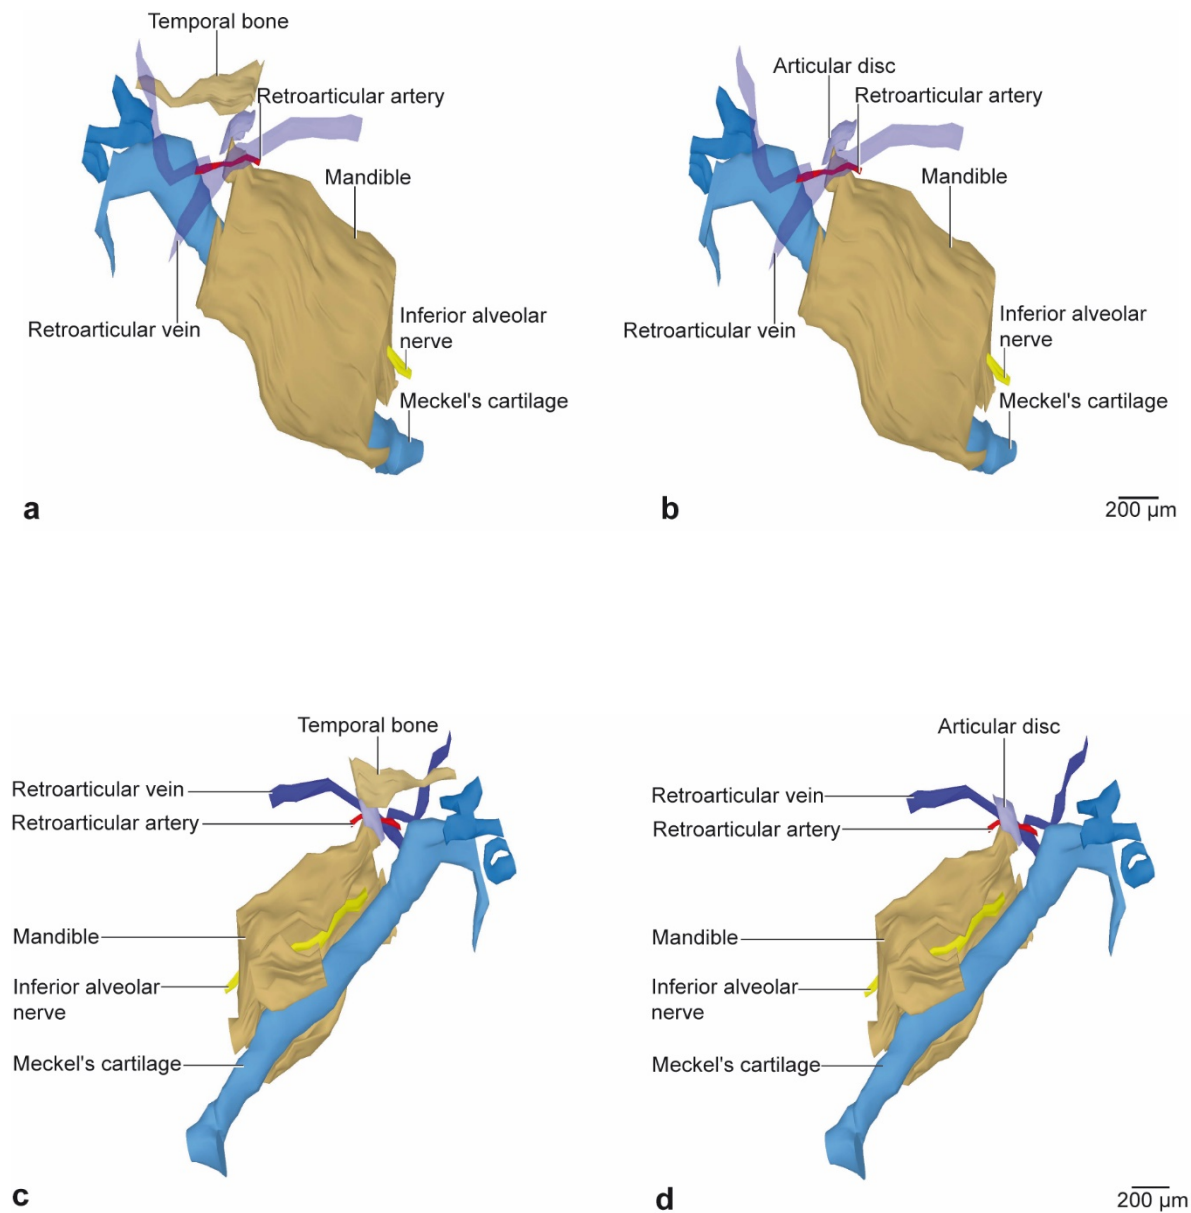 Temporal bone
Retroarticular artery
Mandible
Retroarticular vein
Inferior alveolar
nerve
Meckel's cartilage
a
Articular disc
Retroarticular artery
Mandible
Retroarticular vein
Inferior alveolar
nerve
Meckel's cartilage
b
200 µm
Temporal bone
Retroarticular vein
Retroarticular artery
Mandible
Inferior alveolar
nerve
Meckel's cartilage
c
Articular disc
Retroarticular vein
Retroarticular artery
Mandible
Inferior alveolar
nerve
Meckel's cartilage
d
200 µm